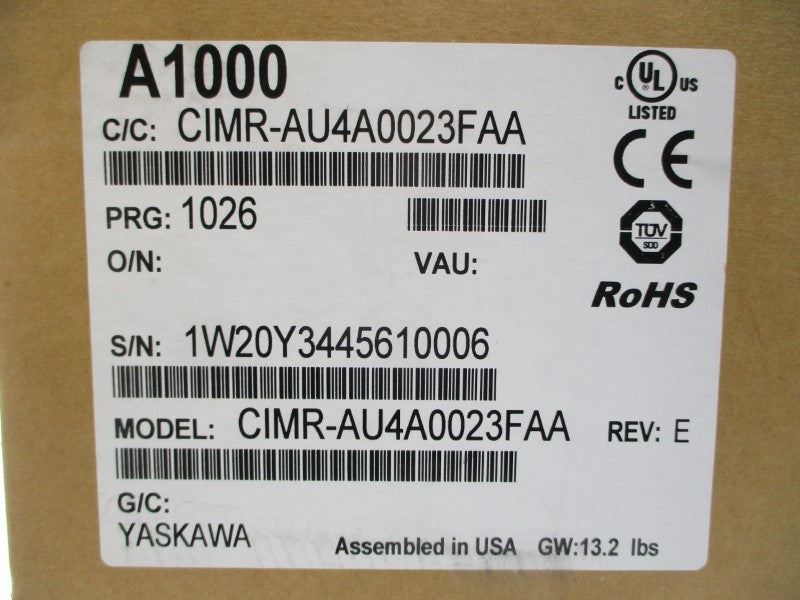 A1000
C/C: CIMR-AU4A0023FAA
C UL US
®
LISTED
CE
PRG: 1026
S
TÜV
SÜD
O/N: VAU:
RoHS
S/N: 1W20Y3445610006
MODEL: CIMR-AU4A0023FAA REV: E
G/C:
YASKAWA
Assembled in USA GW:13.2 lbs